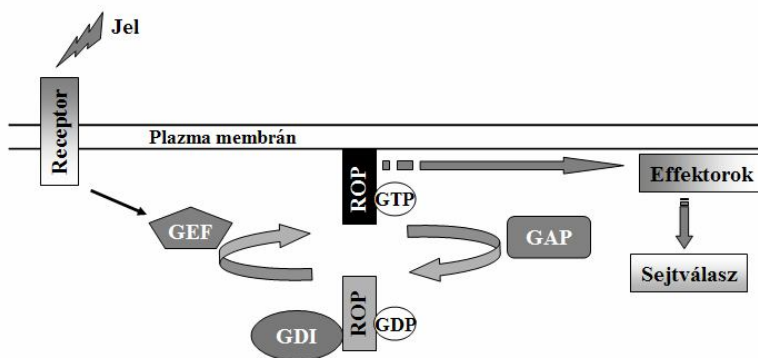 Jel
Receptor
Plazma membrán
ROP
GTP
Effektorok
GEF
GAP
Sejtválasz
ROP
GDP
GDI